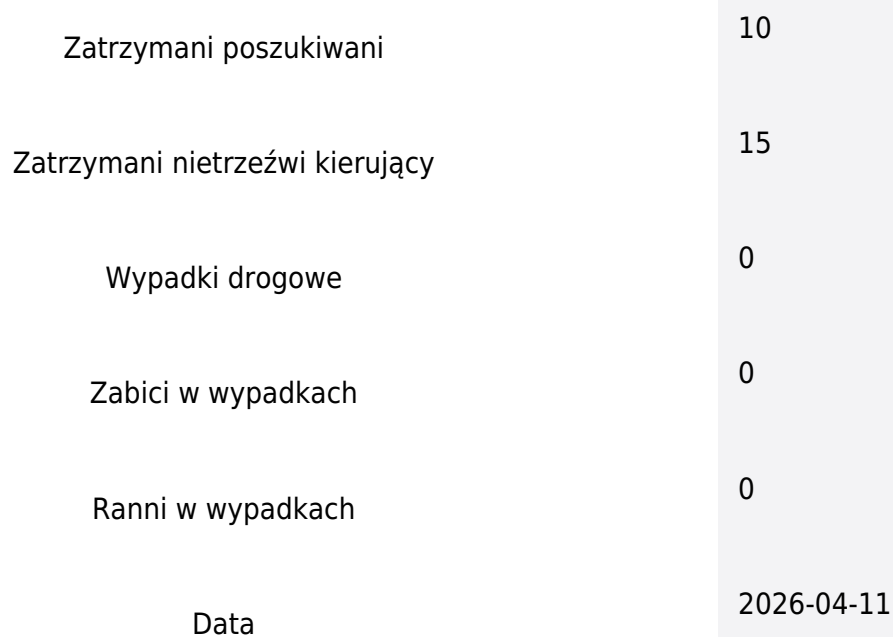 Zatrzymani poszukiwani 10
Zatrzymani nietrzeźwi kierujący 15
Wypadki drogowe 0
Zabici w wypadkach 0
Ranni w wypadkach 0
Data 2026-04-11